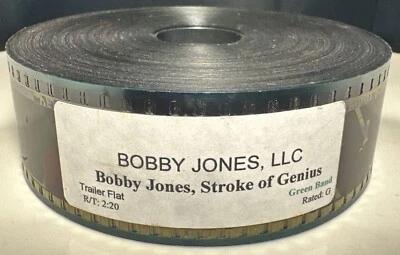 BOBBY JONES, LLC
Bobby Jones, Stroke of Genius
Trailer Flat Green Band
R/T: 2:20 Rated: G